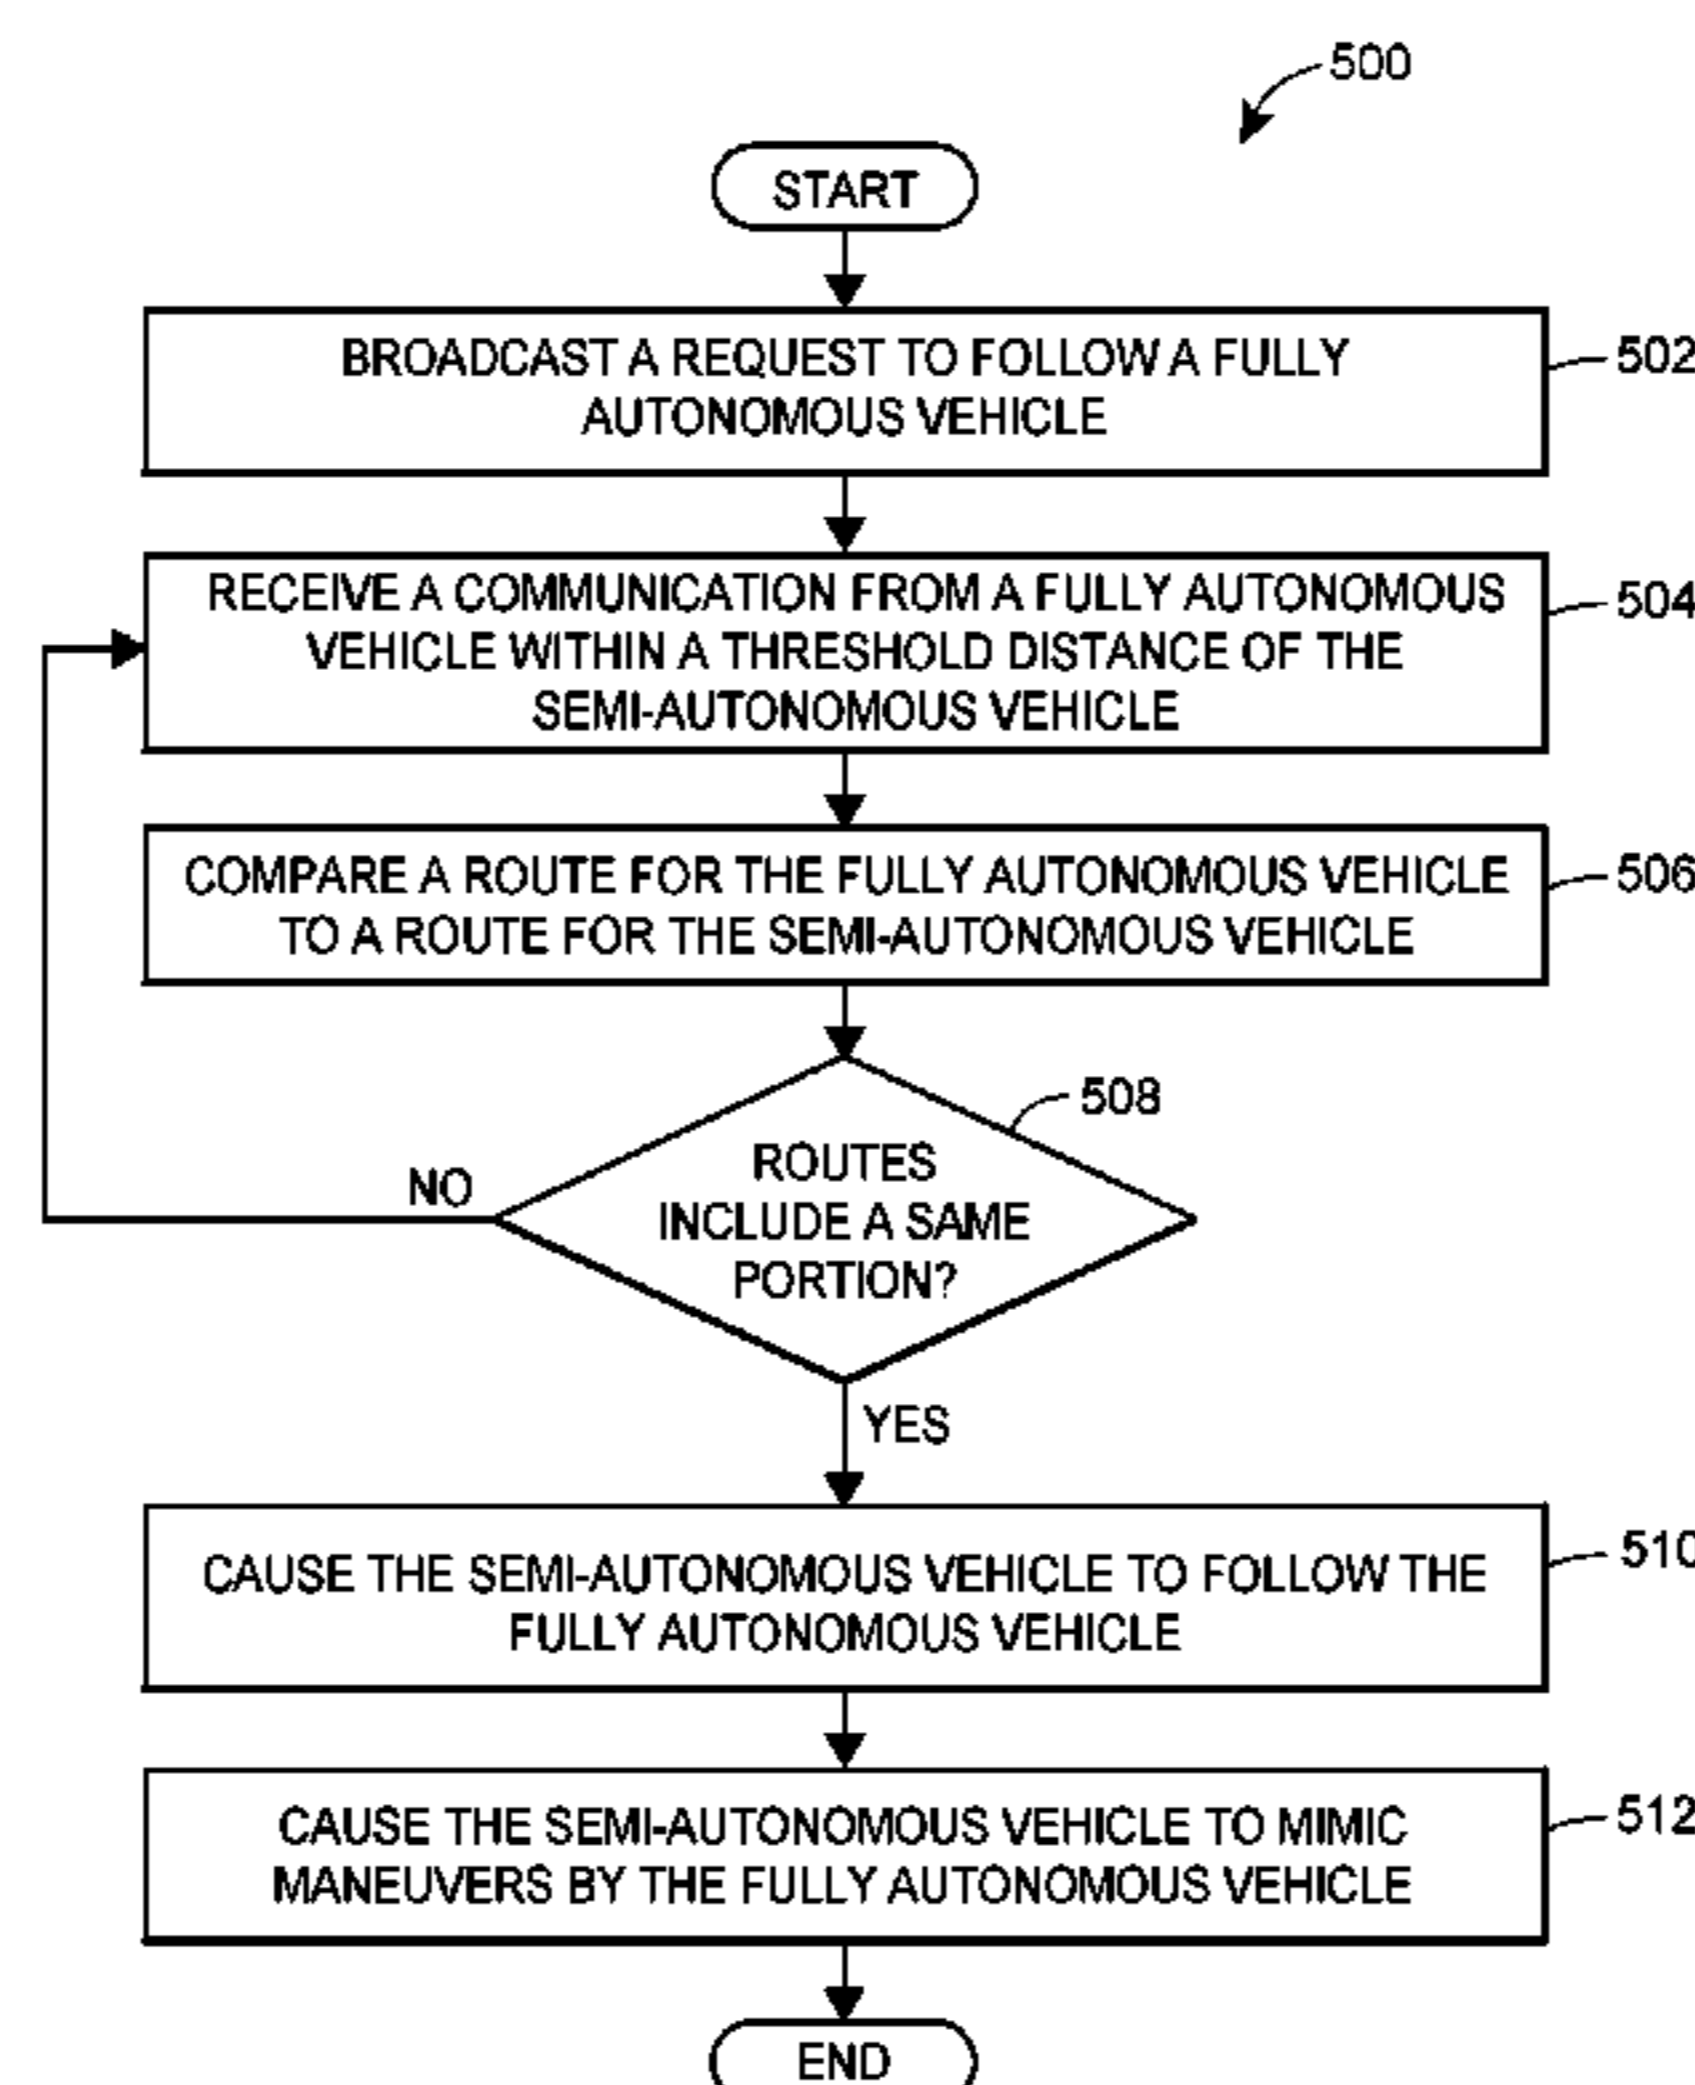 500
START
BROADCAST A REQUEST TO FOLLOW A FULLY
AUTONOMOUS VEHICLE
502
RECEIVE A COMMUNICATION FROM A FULLY AUTONOMOUS
VEHICLE WITHIN A THRESHOLD DISTANCE OF THE
SEMI-AUTONOMOUS VEHICLE
504
COMPARE A ROUTE FOR THE FULLY AUTONOMOUS VEHICLE
TO A ROUTE FOR THE SEMI-AUTONOMOUS VEHICLE
506
508
ROUTES
INCLUDE A SAME
PORTION?
NO
YES
CAUSE THE SEMI-AUTONOMOUS VEHICLE TO FOLLOW THE
FULLY AUTONOMOUS VEHICLE
510
CAUSE THE SEMI-AUTONOMOUS VEHICLE TO MIMIC
MANEUVERS BY THE FULLY AUTONOMOUS VEHICLE
512
END